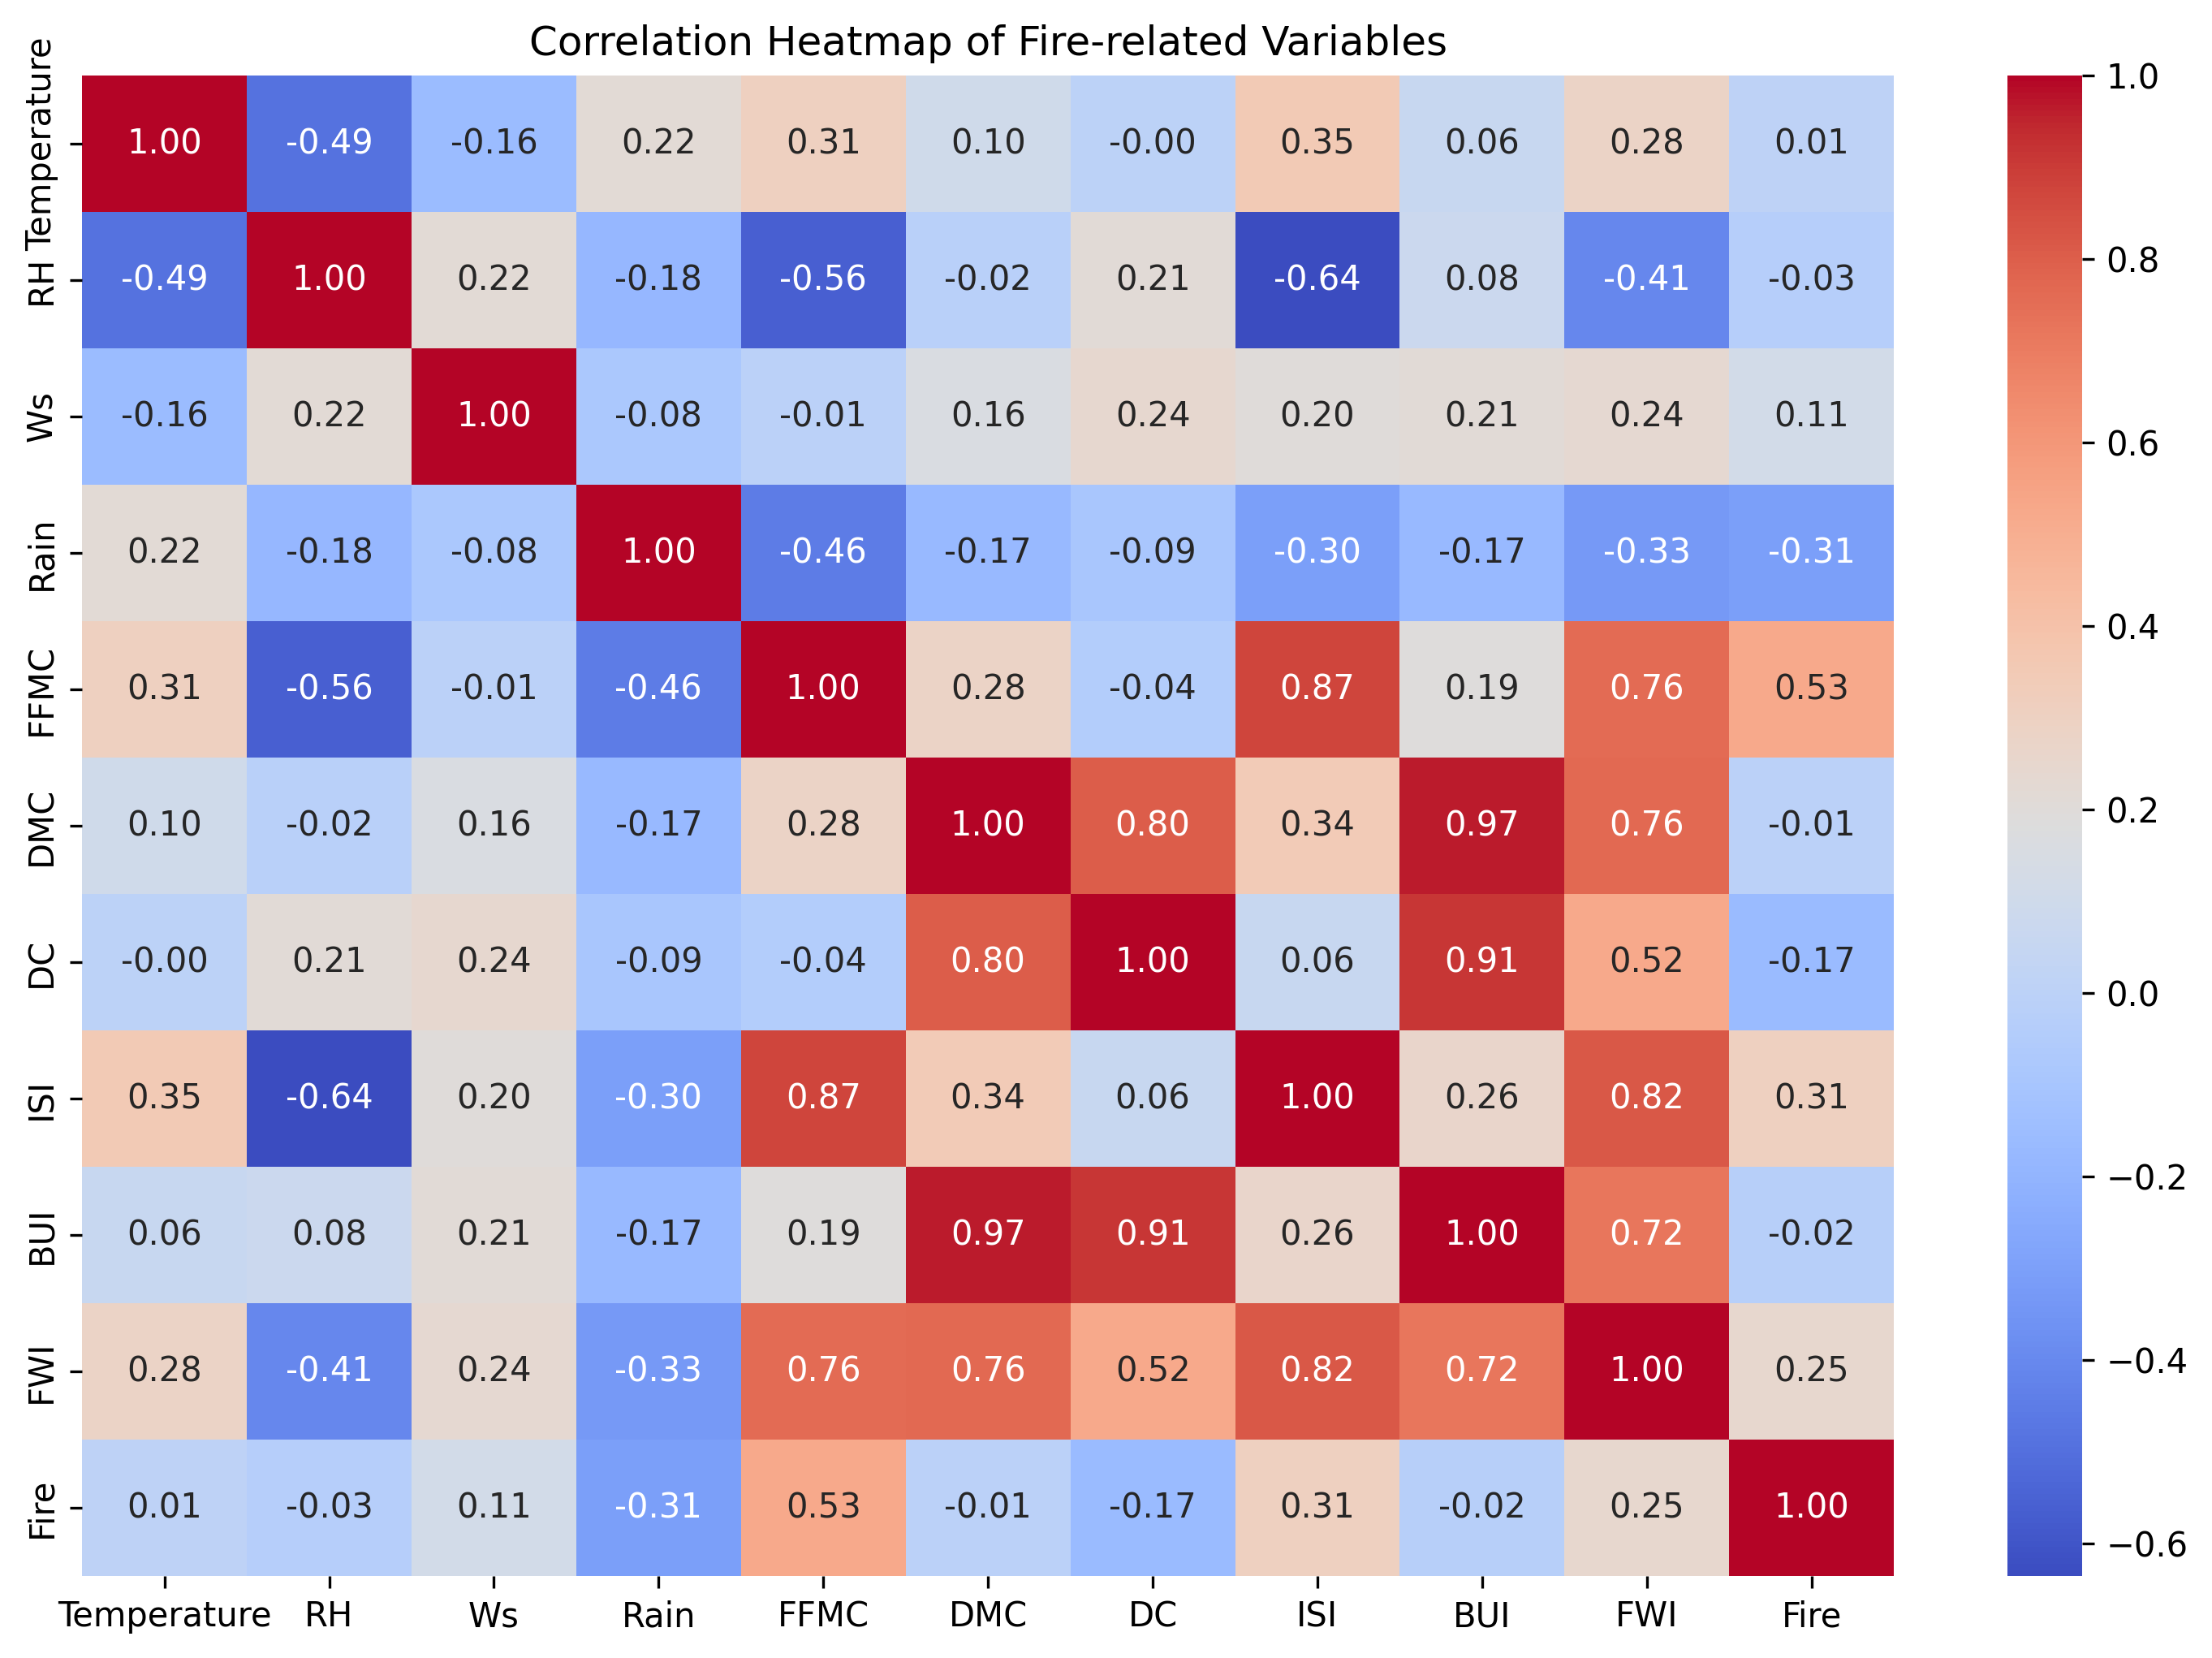 Correlation Heatmap of Fire-related Variables
Temperature 1.00 -0.49 -0.16 0.22 0.31 0.10 -0.00 0.35 0.06 0.28 0.01
RH -0.49 1.00 0.22 -0.18 -0.56 -0.02 0.21 -0.64 0.08 -0.41 -0.03
Ws -0.16 0.22 1.00 -0.08 -0.01 0.16 0.24 0.20 0.21 0.24 0.11
Rain 0.22 -0.18 -0.08 1.00 -0.46 -0.17 -0.09 -0.30 -0.17 -0.33 -0.31
FFMC 0.31 -0.56 -0.01 -0.46 1.00 0.28 -0.04 0.87 0.19 0.76 0.53
DMC 0.10 -0.02 0.16 -0.17 0.28 1.00 0.80 0.34 0.97 0.76 -0.01
DC -0.00 0.21 0.24 -0.09 -0.04 0.80 1.00 0.06 0.91 0.52 -0.17
ISI 0.35 -0.64 0.20 -0.30 0.87 0.34 0.06 1.00 0.26 0.82 0.31
BUI 0.06 0.08 0.21 -0.17 0.19 0.97 0.91 0.26 1.00 0.72 -0.02
FWI 0.28 -0.41 0.24 -0.33 0.76 0.76 0.52 0.82 0.72 1.00 0.25
Fire 0.01 -0.03 0.11 -0.31 0.53 -0.01 -0.17 0.31 -0.02 0.25 1.00
Temperature RH Ws Rain FFMC DMC DC ISI BUI FWI Fire
1.0
0.8
0.6
0.4
0.2
0.0
−0.2
−0.4
−0.6